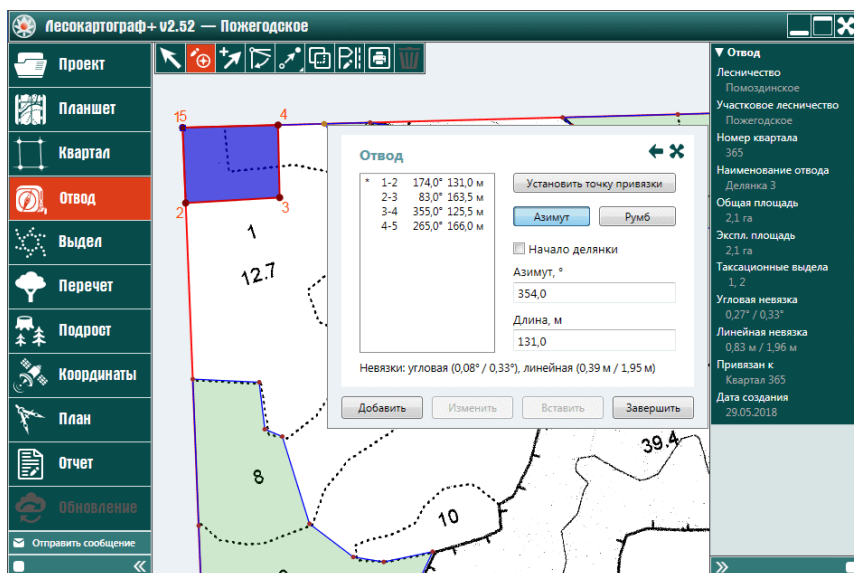 Лесокартограф+ v2.52 — Пожегодское
Проект
Планшет
Квартал
Отвод
Выдел
Перечет
Подрост
Координаты
План
Отчет
Обновление
Отправить сообщение
15
4
2
3
1
12.7
8
10
39.4
Отвод
* 1-2 174,0° 131,0 м
2-3 83,0° 163,5 м
3-4 355,0° 125,5 м
4-5 265,0° 166,0 м
Установить точку привязки
Азимут
Румб
Начало делянки
Азимут, °
354,0
Длина, м
131,0
Невязки: угловая (0,08° / 0,33°), линейная (0,39 м / 1,95 м)
Добавить
Изменить
Вставить
Завершить
▼ Отвод
Лесничество
Помоздинское
Участковое лесничество
Пожегодское
Номер квартала
365
Наименование отвода
Делянка 3
Общая площадь
2,1 га
Экспл. площадь
2,1 га
Таксационные выдела
1, 2
Угловая невязка
0,27° / 0,33°
Линейная невязка
0,83 м / 1,96 м
Привязан к
Квартал 365
Дата создания
29.05.2018